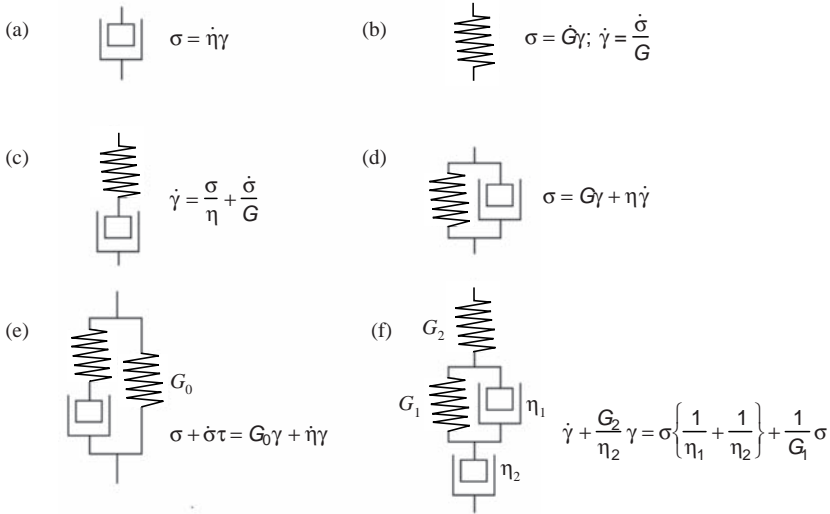 (a) σ = η̇γ
(b) σ = Ġγ; γ̇ = σ̇/G
(c) γ̇ = σ/η + σ̇/G
(d) σ = Gγ + ηγ̇
(e) G₀
σ + σ̇τ = G₀γ + η̇γ
(f) G₂
G₁ η₁
γ̇ + G₂/η₂ γ = σ{1/η₁ + 1/η₂} + 1/G₁ σ
η₂